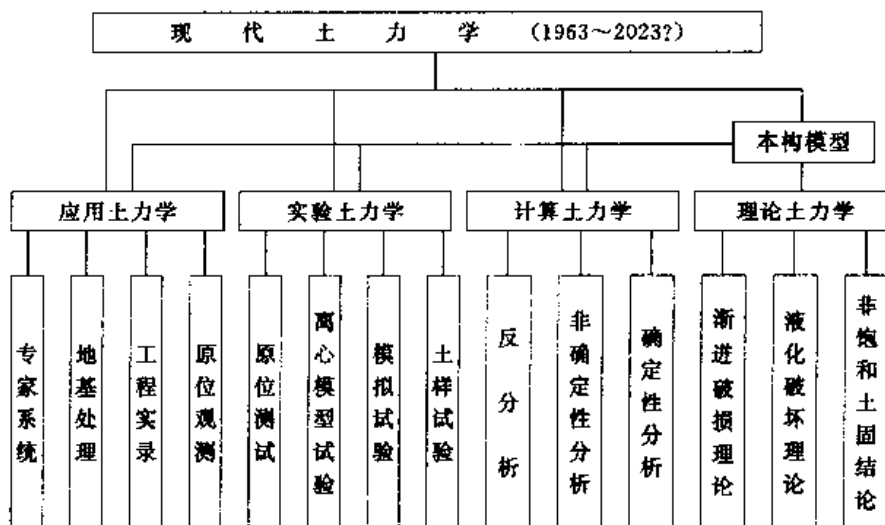 现代土力学 (1963～2023?)
本构模型
应用土力学
实验土力学
计算土力学
理论土力学
专家系统
地基处理
工程实录
原位观测
原位测试
离心模型试验
模拟试验
土样试验
反分析
非确定性分析
确定性分析
渐进破损理论
液化破坏理论
非饱和土固结论